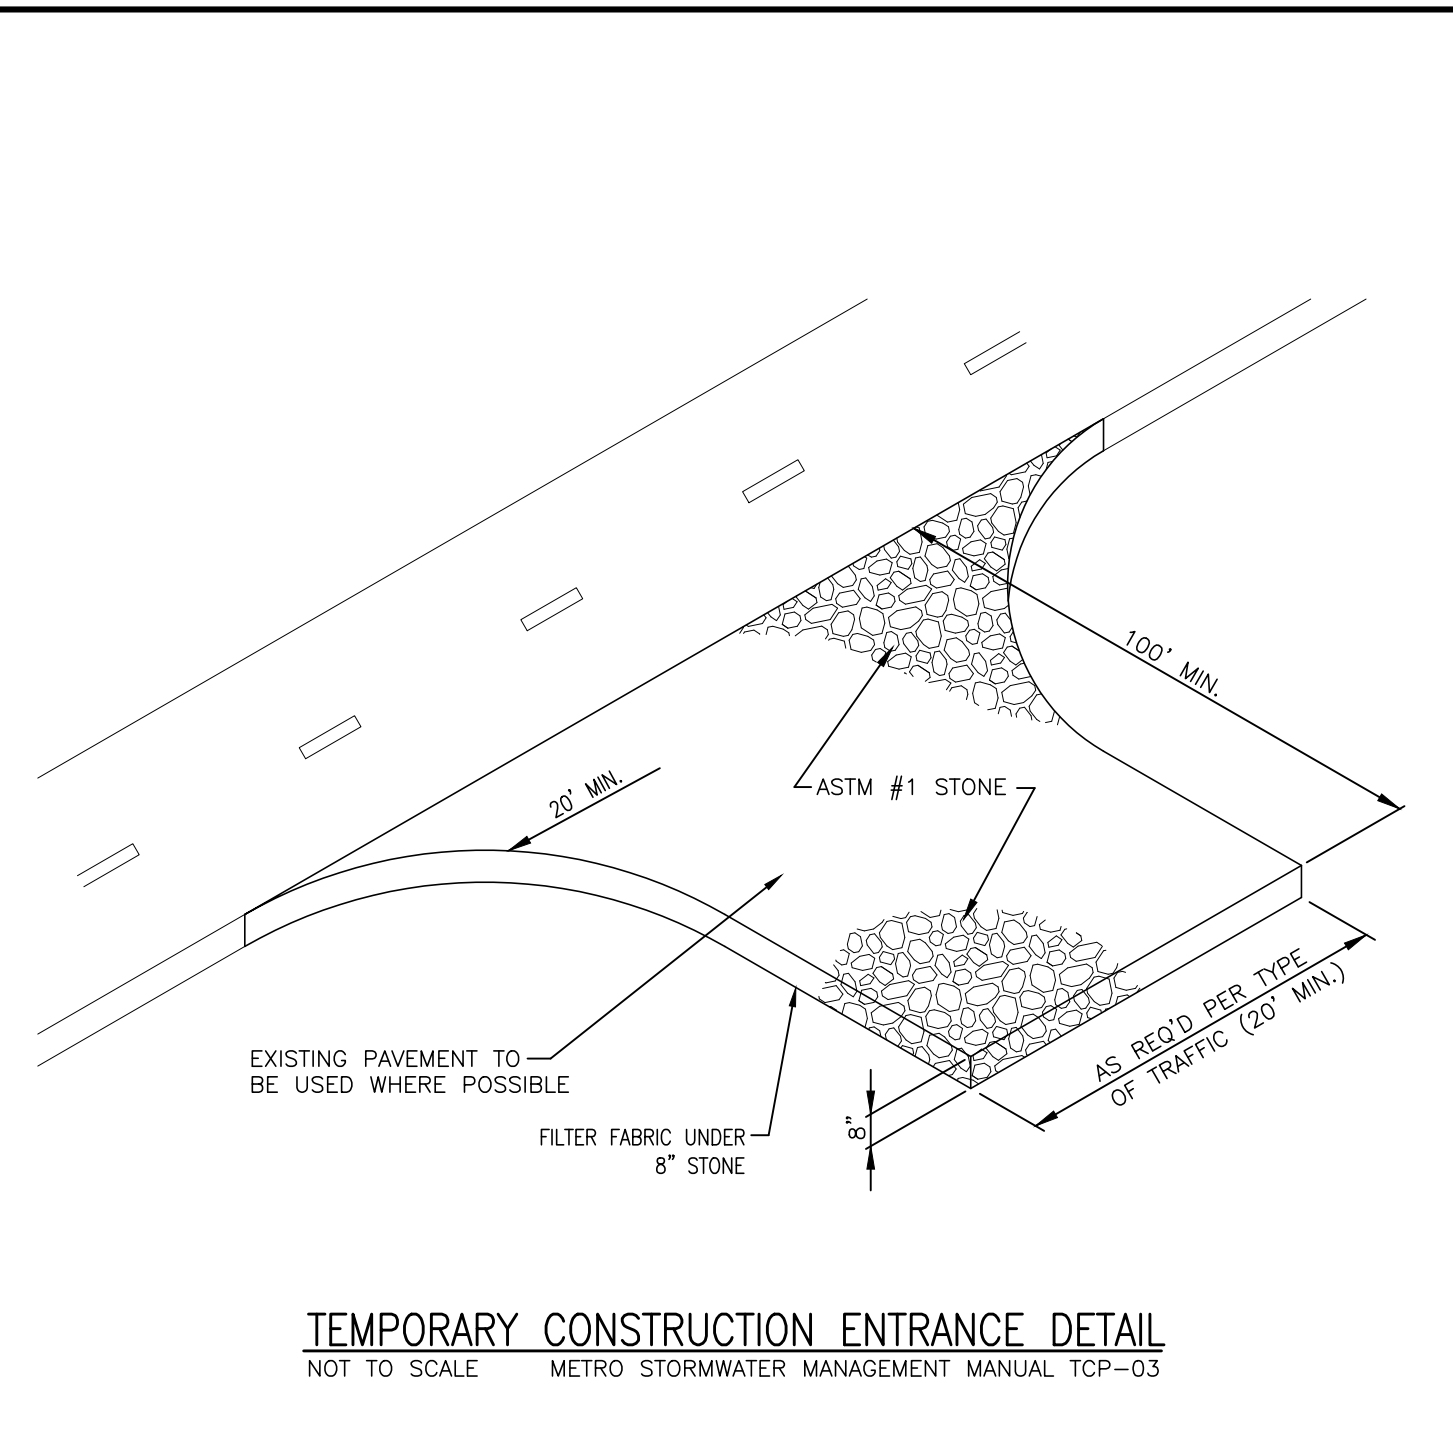 100' MIN.
20' MIN.
ASTM #1 STONE
EXISTING PAVEMENT TO
BE USED WHERE POSSIBLE
AS REQ'D PER TYPE
OF TRAFFIC (20' MIN.)
8"
FILTER FABRIC UNDER
8" STONE
TEMPORARY CONSTRUCTION ENTRANCE DETAIL
NOT TO SCALE METRO STORMWATER MANAGEMENT MANUAL TCP-03